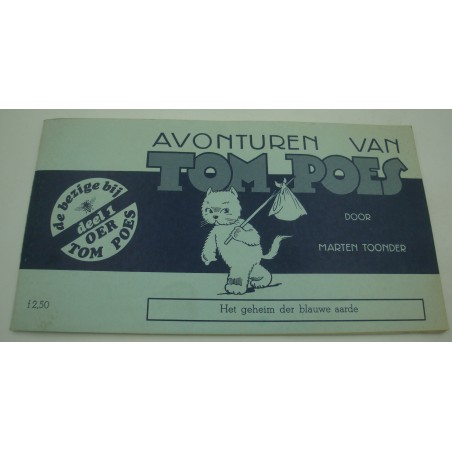 AVONTUREN VAN
TOM POES
DOOR
MARTEN TOONDER
de bezige bij
deel 1
OER
TOM POES
f 2,50
Het geheim der blauwe aarde